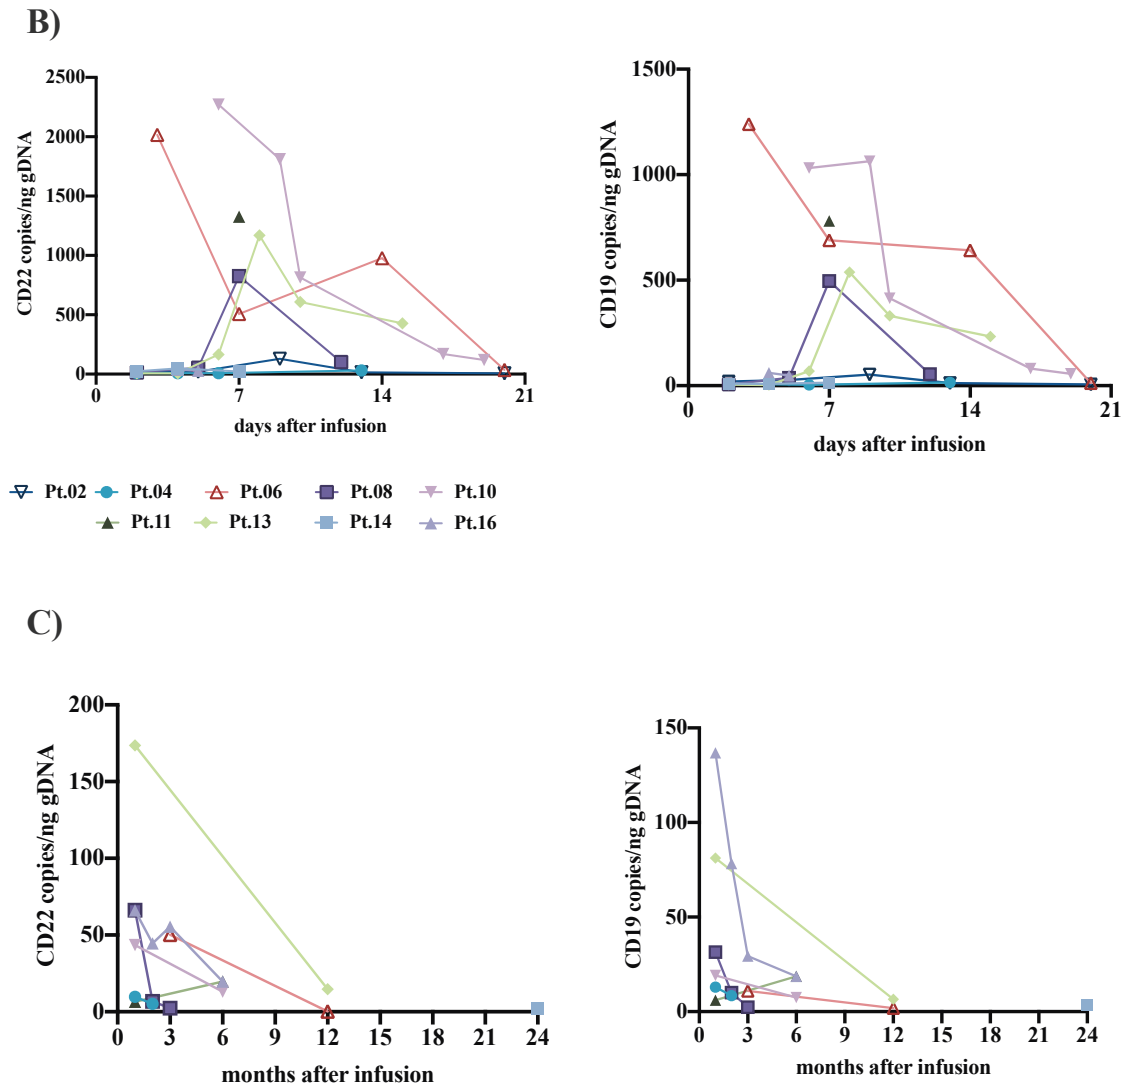 B)
2500
2000
1500
1000
500
0
CD22 copies/ng gDNA
0 7 14 21
days after infusion
1500
1000
500
0
CD19 copies/ng gDNA
0 7 14 21
days after infusion
Pt.02 Pt.04 Pt.06 Pt.08 Pt.10
Pt.11 Pt.13 Pt.14 Pt.16
C)
200
150
100
50
0
CD22 copies/ng gDNA
0 3 6 9 12 15 18 21 24
months after infusion
150
100
50
0
CD19 copies/ng gDNA
0 3 6 9 12 15 18 21 24
months after infusion